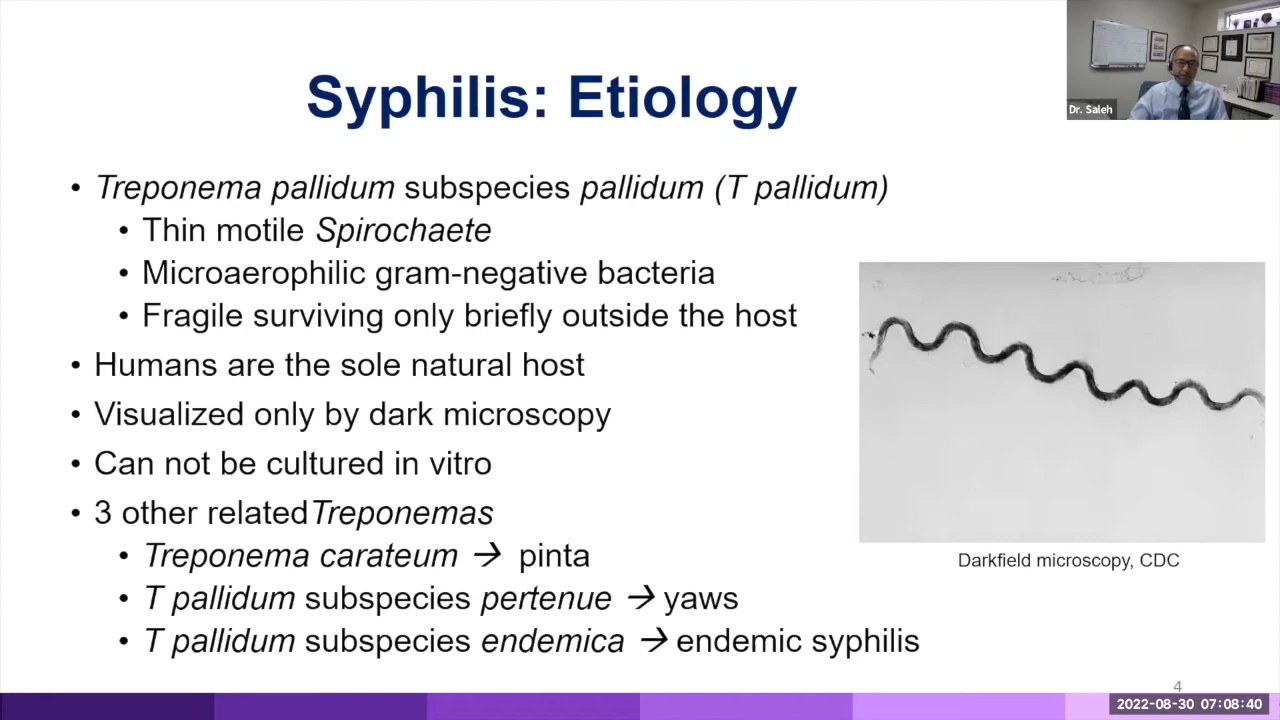 Syphilis: Etiology
Dr. Saleh
• Treponema pallidum subspecies pallidum (T pallidum)
• Thin motile Spirochaete
• Microaerophilic gram-negative bacteria
• Fragile surviving only briefly outside the host
• Humans are the sole natural host
• Visualized only by dark microscopy
• Can not be cultured in vitro
• 3 other related Treponemas
• Treponema carateum → pinta
• T pallidum subspecies pertenue → yaws
• T pallidum subspecies endemica → endemic syphilis
Darkfield microscopy, CDC
4
2022-08-30 07:08:40